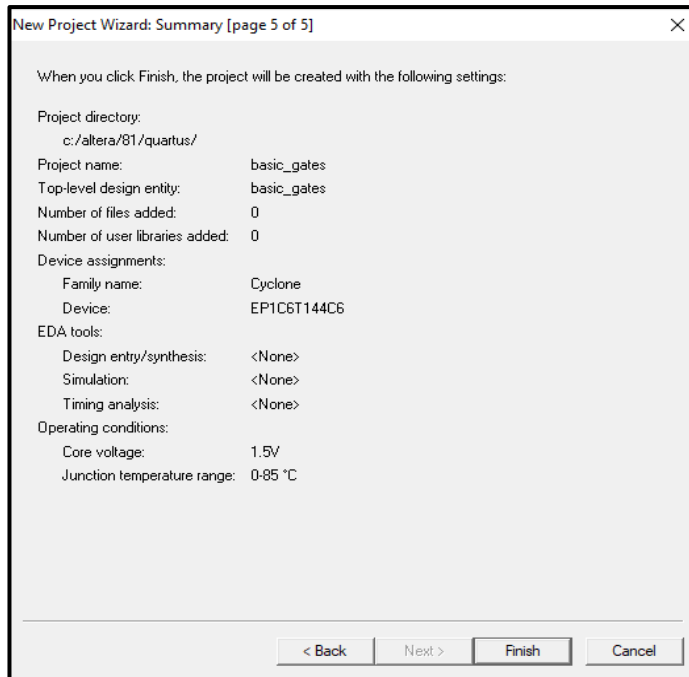 New Project Wizard: Summary [page 5 of 5]
When you click Finish, the project will be created with the following settings:
Project directory:
c:/altera/81/quartus/
Project name: basic_gates
Top-level design entity: basic_gates
Number of files added: 0
Number of user libraries added: 0
Device assignments:
Family name: Cyclone
Device: EP1C6T144C6
EDA tools:
Design entry/synthesis: <None>
Simulation: <None>
Timing analysis: <None>
Operating conditions:
Core voltage: 1.5V
Junction temperature range: 0-85 °C
< Back Next > Finish Cancel